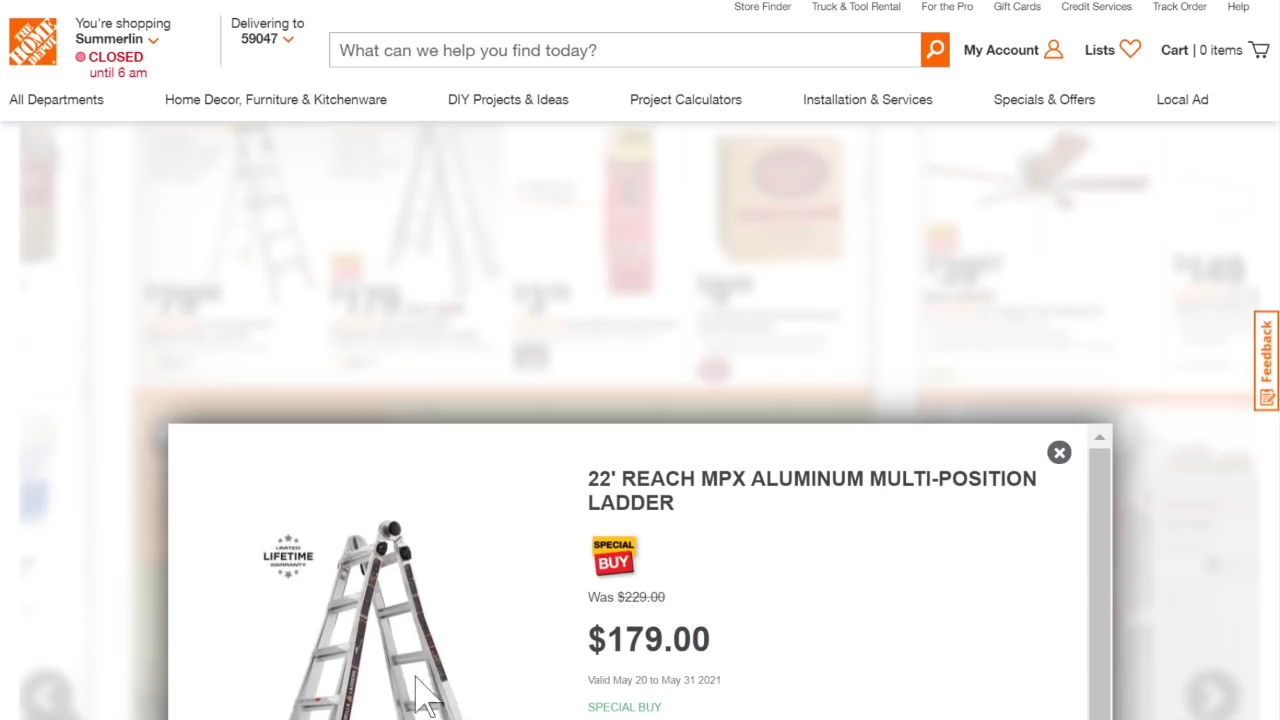 Store Finder Truck & Tool Rental For the Pro Gift Cards Credit Services Track Order Help
THE HOME DEPOT
You're shopping
Summerlin
CLOSED
until 6 am
Delivering to
59047
What can we help you find today?
My Account
Lists
Cart | 0 items
All Departments Home Decor, Furniture & Kitchenware DIY Projects & Ideas Project Calculators Installation & Services Specials & Offers Local Ad
Feedback
22' REACH MPX ALUMINUM MULTI-POSITION
LADDER
LIMITED
LIFETIME
WARRANTY
SPECIAL
BUY
Was $229.00
$179.00
Valid May 20 to May 31 2021
SPECIAL BUY